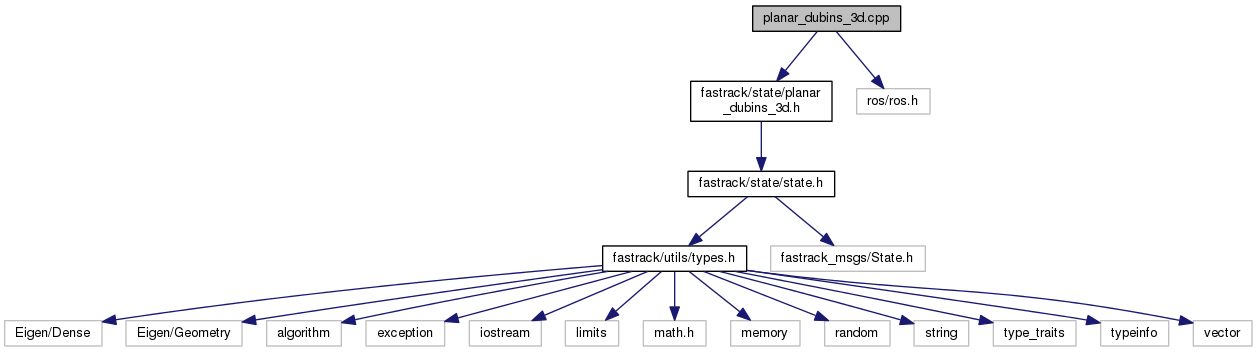 planar_dubins_3d.cpp
fastrack/state/planar
_dubins_3d.h
ros/ros.h
fastrack/state/state.h
fastrack/utils/types.h
fastrack_msgs/State.h
Eigen/Dense
Eigen/Geometry
algorithm
exception
iostream
limits
math.h
memory
random
string
type_traits
typeinfo
vector